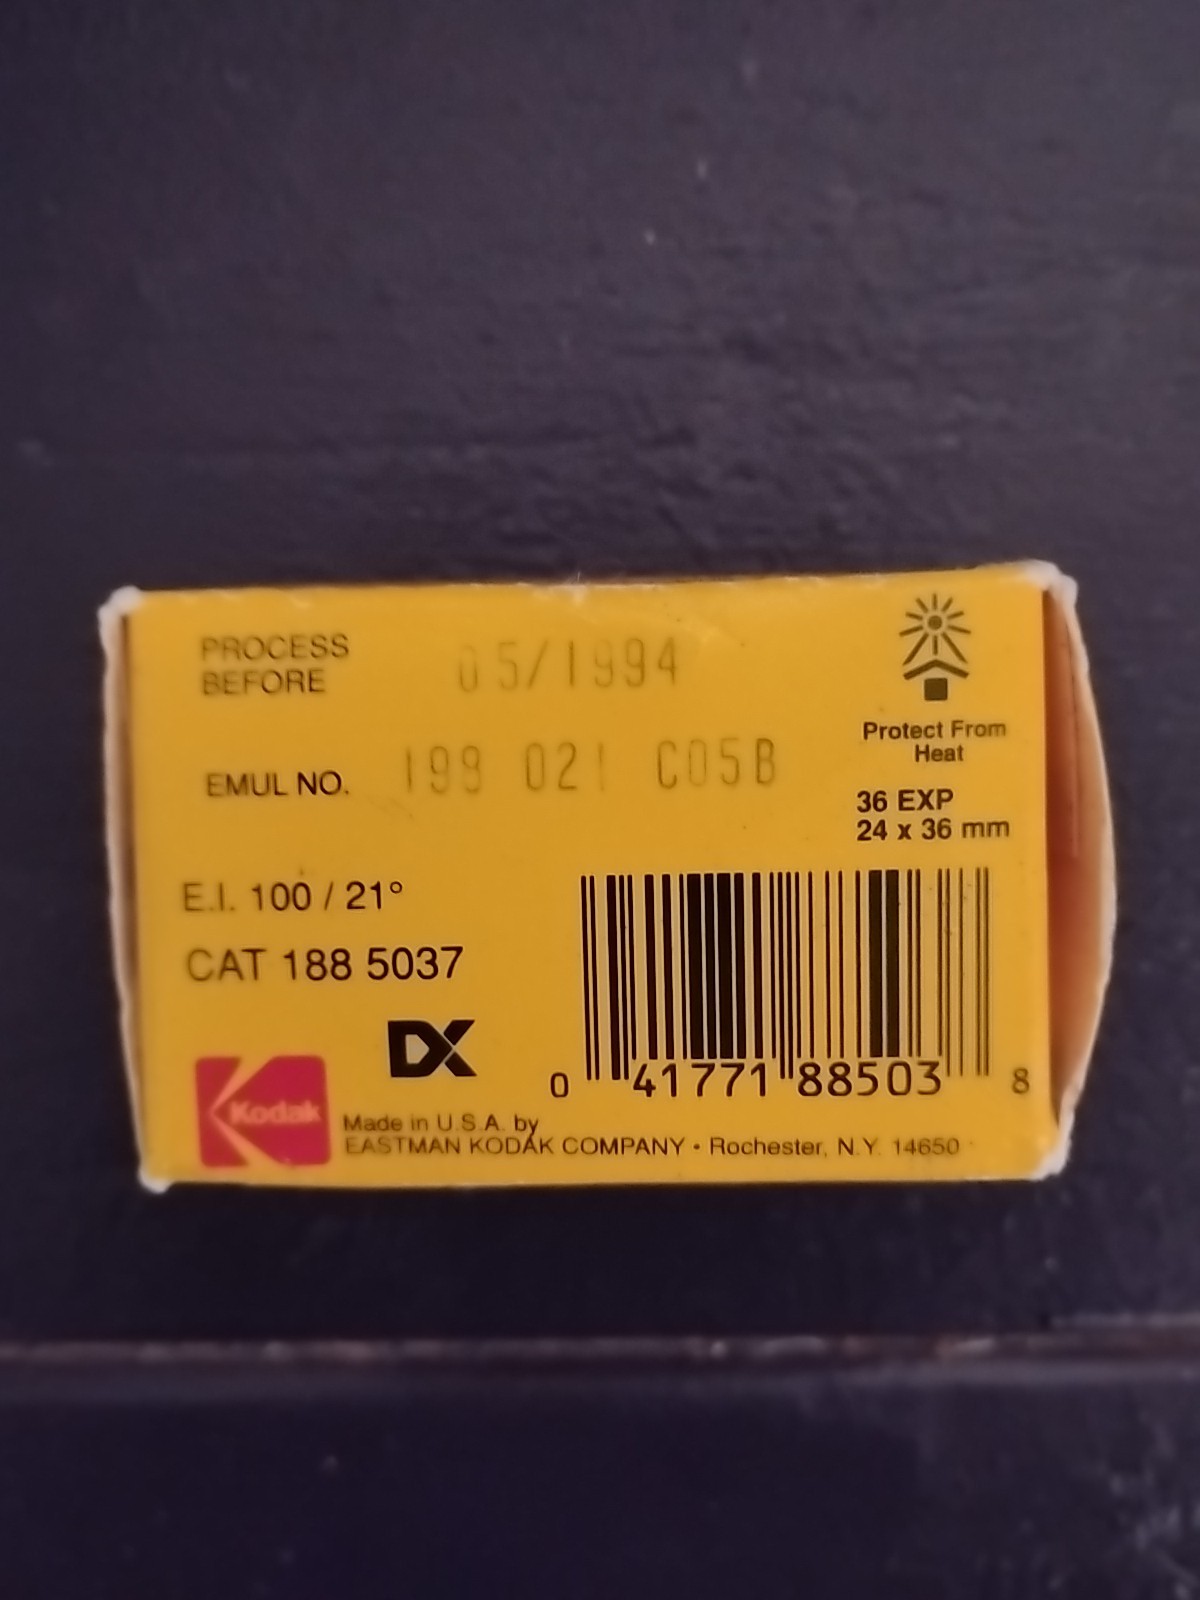 PROCESS
BEFORE
05/1994
EMUL NO. 199 021 C05B
Protect From
Heat
36 EXP
24 x 36 mm
E.I. 100 / 21°
CAT 188 5037
DX
0 41771 88503 8
Kodak
Made in U.S.A. by
EASTMAN KODAK COMPANY • Rochester, N.Y. 14650